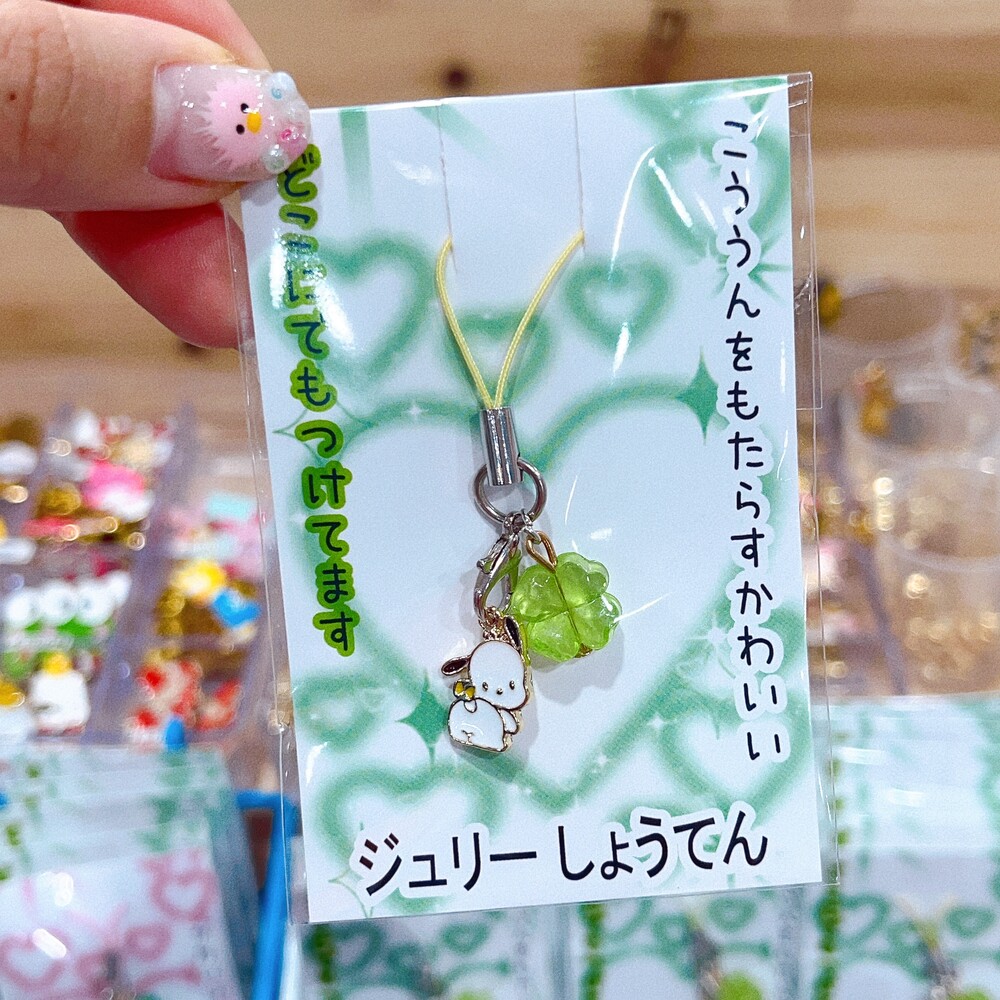 こううんをもたらすかわいい
どこにてもつけてます
ジュリーしょうてん